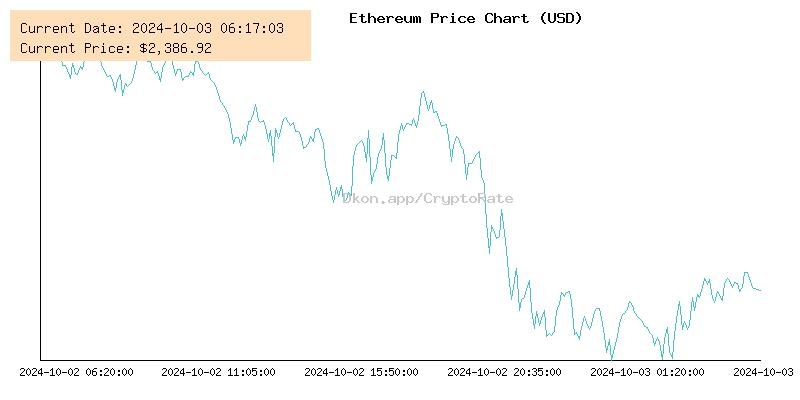 Ethereum Price Chart (USD)
Current Date: 2024-10-03 06:17:03
Current Price: $2,386.92
Dkon.app/CryptoRate
2024-10-02 06:20:00 2024-10-02 11:05:00 2024-10-02 15:50:00 2024-10-02 20:35:00 2024-10-03 01:20:00 2024-10-03